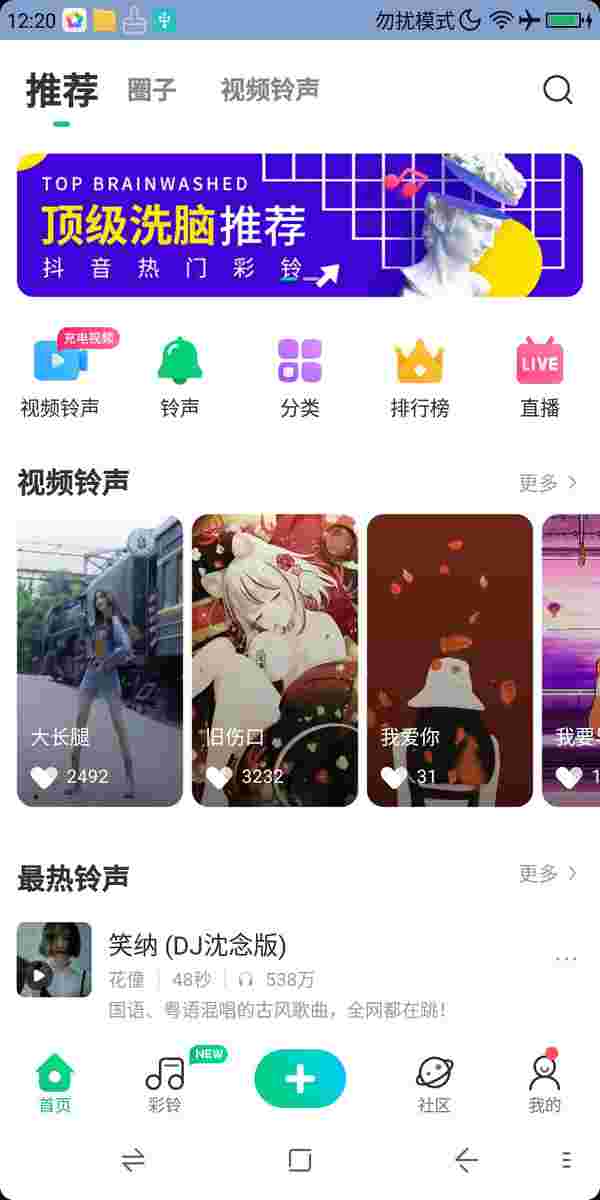 12:20 勿扰模式
推荐 圈子 视频铃声
TOP BRAINWASHED
顶级洗脑推荐
抖音热门彩铃
充电视频
LIVE
视频铃声 铃声 分类 排行榜 直播
视频铃声 更多
大长腿 旧伤口 我爱你 我要
2492 3232 31 1
最热铃声 更多
笑纳 (DJ沈念版)
花僮 48秒 538万
国语、粤语混唱的古风歌曲，全网都在跳！
NEW
首页 彩铃 社区 我的